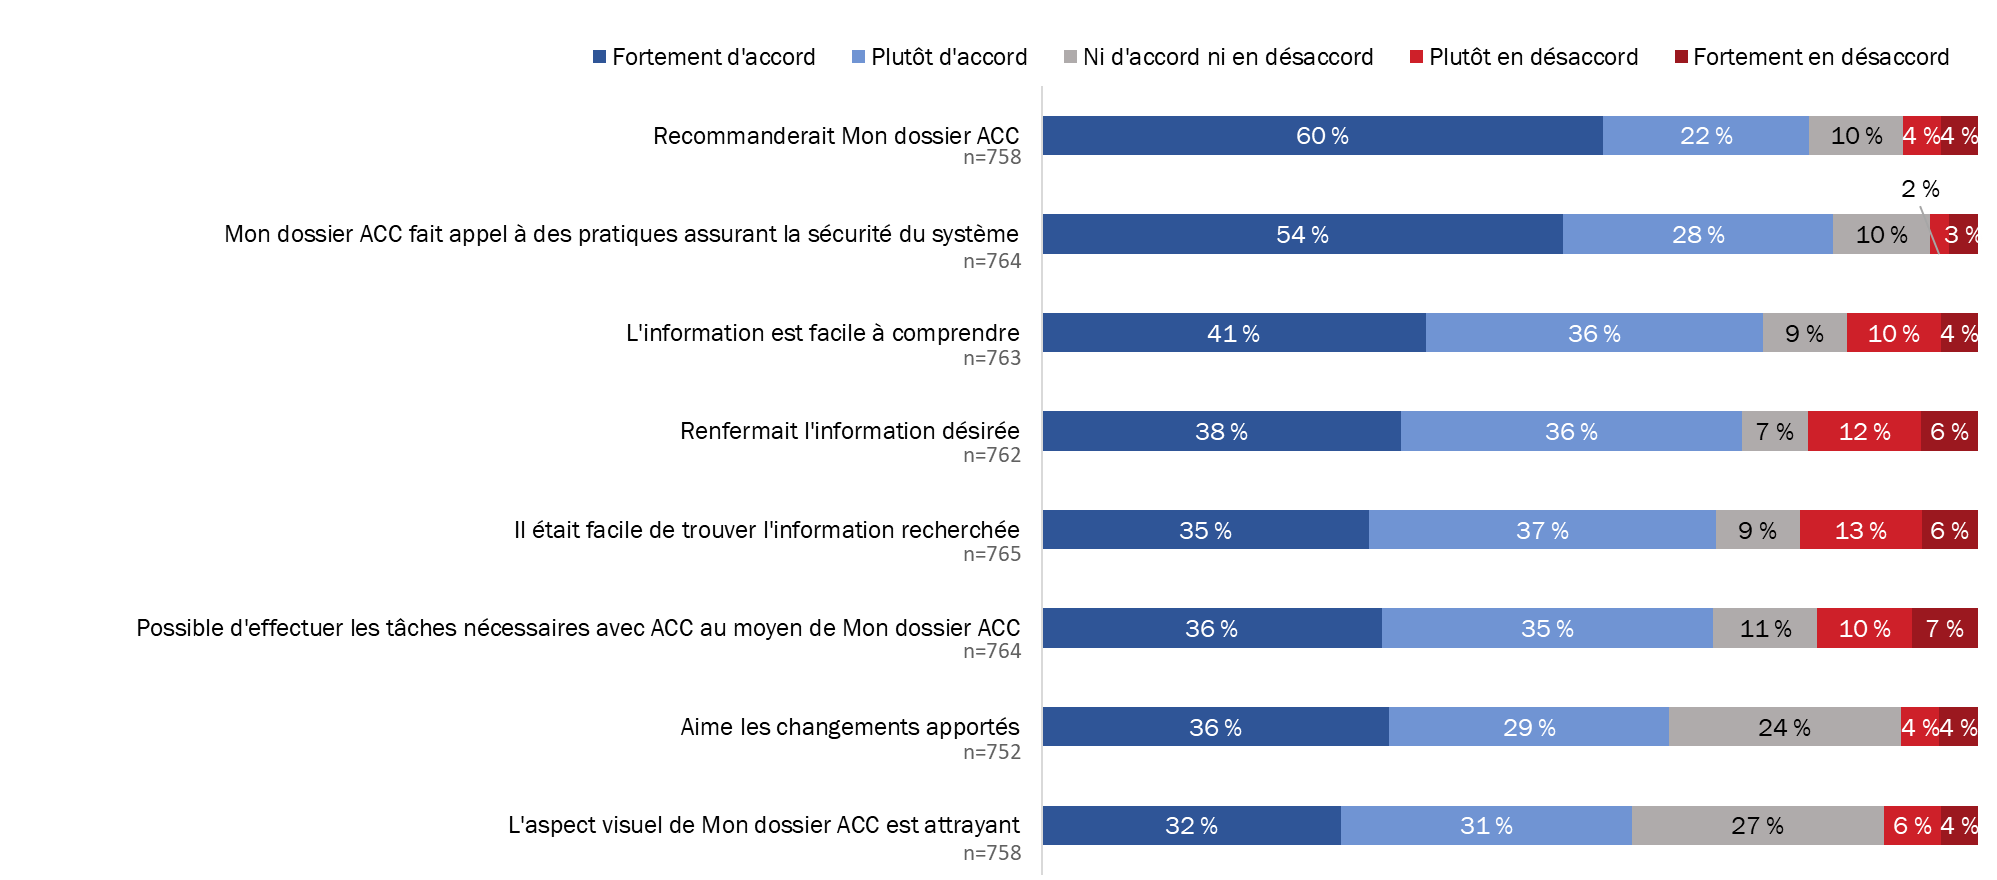 Fortement d'accord Plutôt d'accord Ni d'accord ni en désaccord Plutôt en désaccord Fortement en désaccord
Recommanderait Mon dossier ACC 60 % 22 % 10 % 4 % 4 %
n=758
2 %
Mon dossier ACC fait appel à des pratiques assurant la sécurité du système 54 % 28 % 10 % 3 %
n=764
L'information est facile à comprendre 41 % 36 % 9 % 10 % 4 %
n=763
Renfermait l'information désirée 38 % 36 % 7 % 12 % 6 %
n=762
Il était facile de trouver l'information recherchée 35 % 37 % 9 % 13 % 6 %
n=765
Possible d'effectuer les tâches nécessaires avec ACC au moyen de Mon dossier ACC 36 % 35 % 11 % 10 % 7 %
n=764
Aime les changements apportés 36 % 29 % 24 % 4 % 4 %
n=752
L'aspect visuel de Mon dossier ACC est attrayant 32 % 31 % 27 % 6 % 4 %
n=758